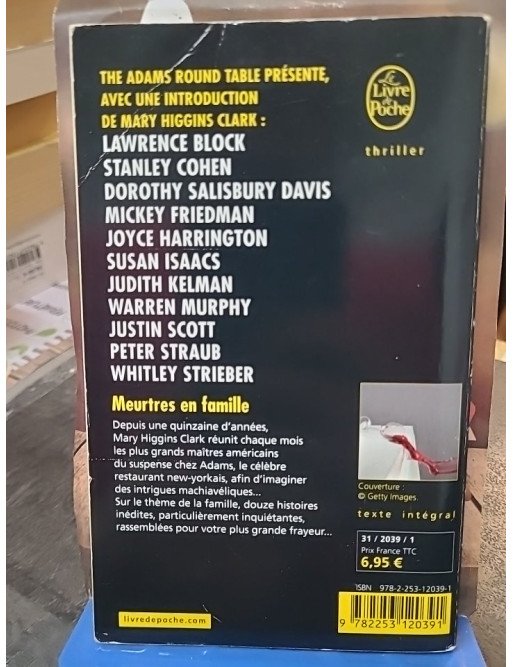 THE ADAMS ROUND TABLE PRÉSENTE,
AVEC UNE INTRODUCTION
DE MARY HIGGINS CLARK :
LAWRENCE BLOCK
STANLEY COHEN
DOROTHY SALISBURY DAVIS
MICKEY FRIEDMAN
JOYCE HARRINGTON
SUSAN ISAACS
JUDITH KELMAN
WARREN MURPHY
JUSTIN SCOTT
PETER STRAUB
WHITLEY STRIEBER
Le
Livre
de
Poche
thriller
Meurtres en famille
Depuis une quinzaine d'années,
Mary Higgins Clark réunit chaque mois
les plus grands maîtres américains
du suspense chez Adams, le célèbre
restaurant new-yorkais, afin d'imaginer
des intrigues machiavéliques...
Sur le thème de la famille, douze histoires
inédites, particulièrement inquiétantes,
rassemblées pour votre plus grande frayeur...
Couverture :
© Getty Images.
texte intégral
31 / 2039 / 1
Prix France TTC
6,95 €
ISBN 978-2-253-12039-1
9 782253 120391
livredepoche.com